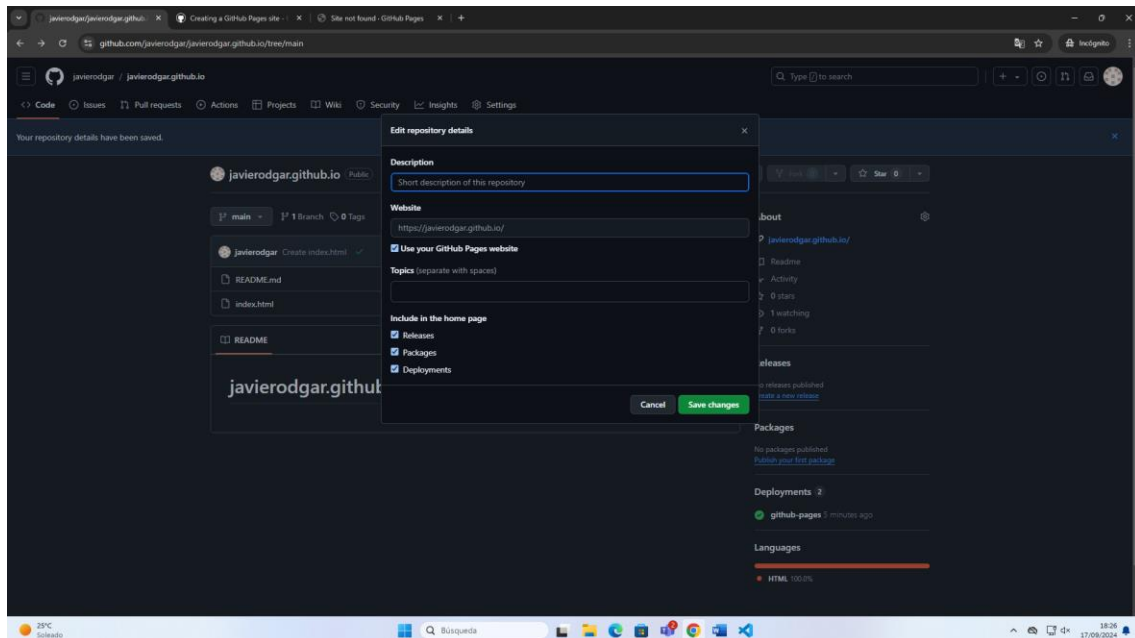 javierodgar/javierodgar.github.
Creating a GitHub Pages site -
Site not found · GitHub Pages
github.com/javierodgar/javierodgar.github.io/tree/main
Incógnito
javierodgar / javierodgar.github.io
Type / to search
Code Issues Pull requests Actions Projects Wiki Security Insights Settings
Your repository details have been saved.
javierodgar.github.io Public
Star 0
main 1 Branch 0 Tags
javierodgar Create index.html
README.md
index.html
README
javierodgar.github
Edit repository details
Description
Short description of this repository
Website
https://javierodgar.github.io/
Use your GitHub Pages website
Topics (separate with spaces)
Include in the home page
Releases
Packages
Deployments
Cancel Save changes
bout
javierodgar.github.io/
Readme
Activity
0 stars
1 watching
0 forks
eleases
releases published
eate a new release
Packages
No packages published
Publish your first package
Deployments 2
github-pages 5 minutes ago
Languages
HTML 100.0%
25°C
Soleado
Búsqueda
18:26
17/09/2024